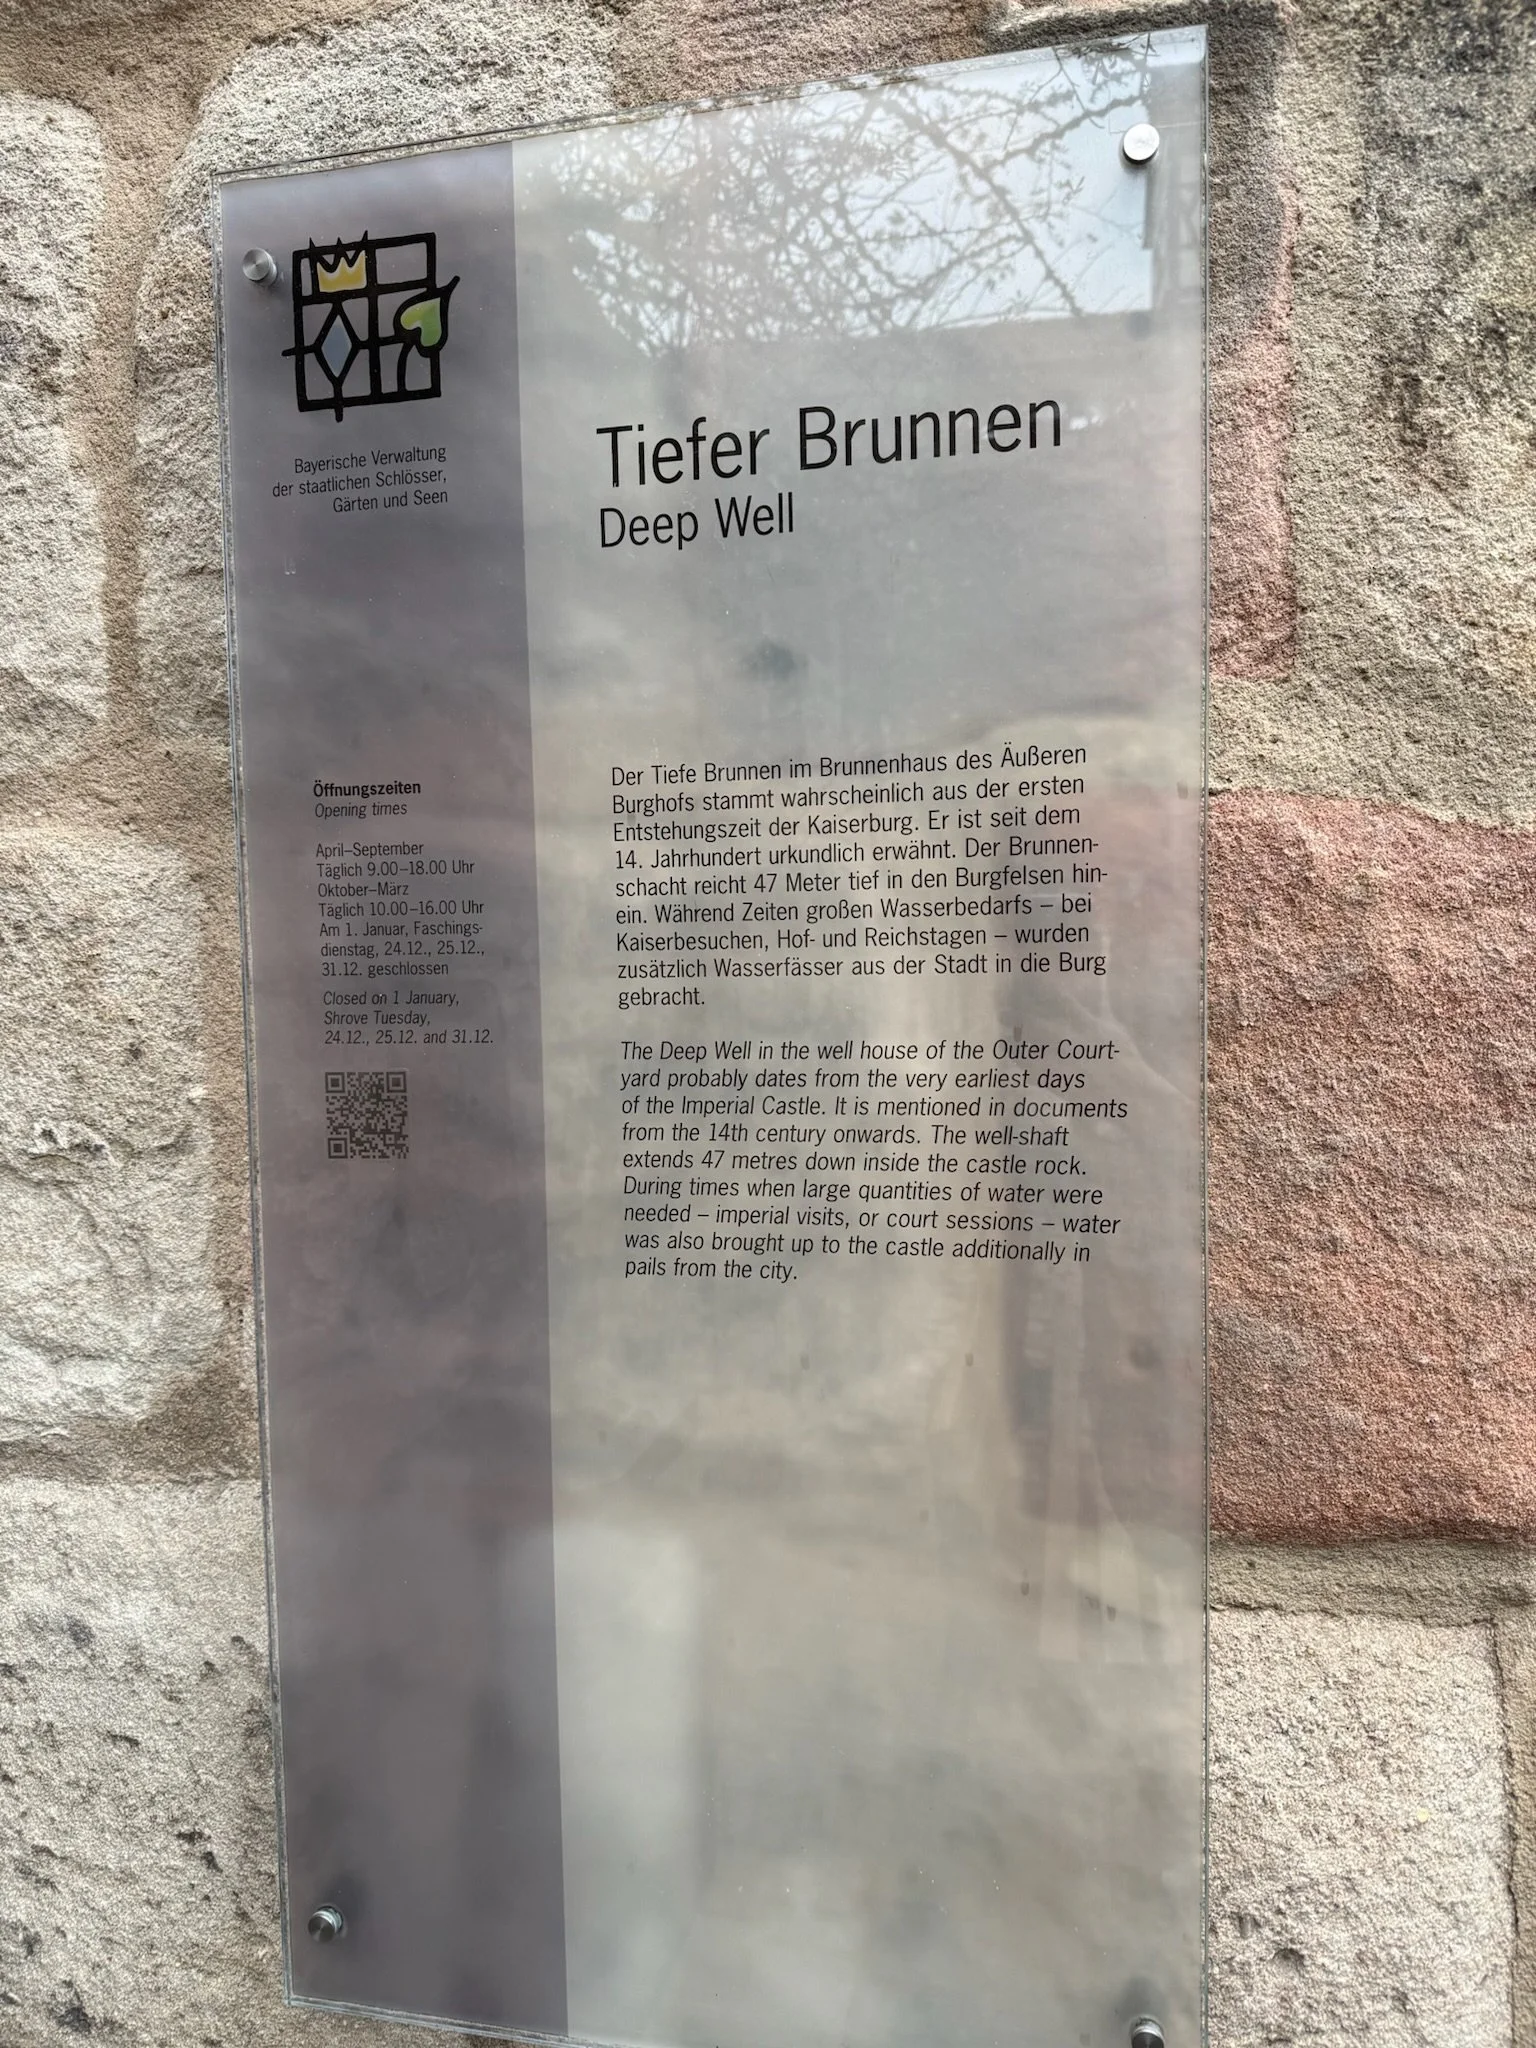 Bayerische Verwaltung
der staatlichen Schlösser,
Gärten und Seen
Tiefer Brunnen
Deep Well
Öffnungszeiten
Opening times
April–September
Täglich 9.00–18.00 Uhr
Oktober–März
Täglich 10.00–16.00 Uhr
Am 1. Januar, Faschings-
dienstag, 24.12., 25.12.,
31.12. geschlossen
Closed on 1 January,
Shrove Tuesday,
24.12., 25.12. and 31.12.
Der Tiefe Brunnen im Brunnenhaus des Äußeren
Burghofs stammt wahrscheinlich aus der ersten
Entstehungszeit der Kaiserburg. Er ist seit dem
14. Jahrhundert urkundlich erwähnt. Der Brunnen-
schacht reicht 47 Meter tief in den Burgfelsen hin-
ein. Während Zeiten großen Wasserbedarfs – bei
Kaiserbesuchen, Hof- und Reichstagen – wurden
zusätzlich Wasserfässer aus der Stadt in die Burg
gebracht.
The Deep Well in the well house of the Outer Court-
yard probably dates from the very earliest days
of the Imperial Castle. It is mentioned in documents
from the 14th century onwards. The well-shaft
extends 47 metres down inside the castle rock.
During times when large quantities of water were
needed – imperial visits, or court sessions – water
was also brought up to the castle additionally in
pails from the city.